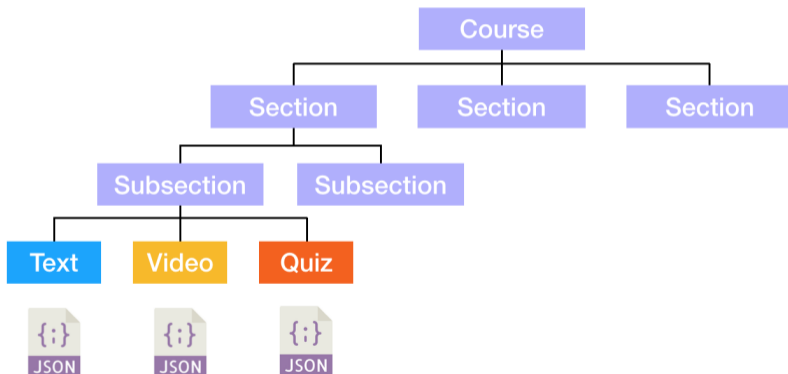 Course
Section Section Section
Subsection Subsection
Text Video Quiz
{;} {;} {;}
JSON JSON JSON